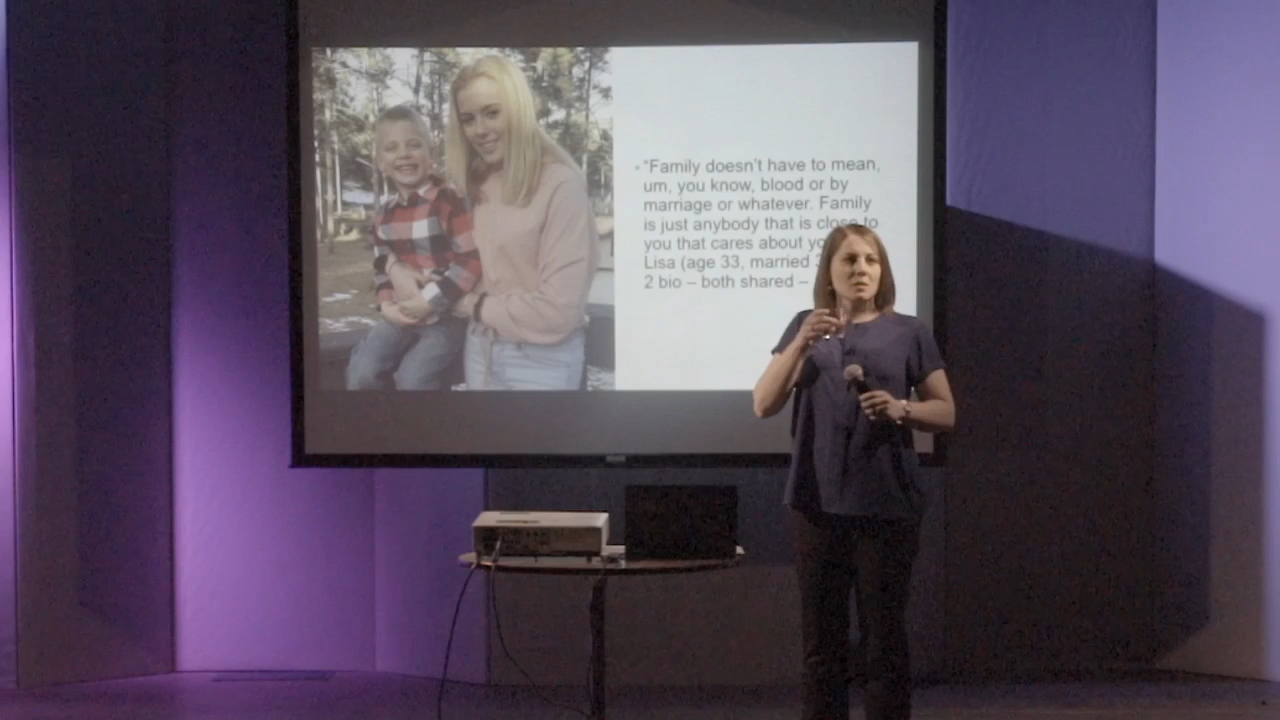 “Family doesn’t have to mean,
um, you know, blood or by
marriage or whatever. Family
is just anybody that is close to
you that cares about
Lisa (age 33, married
2 bio – both shared –